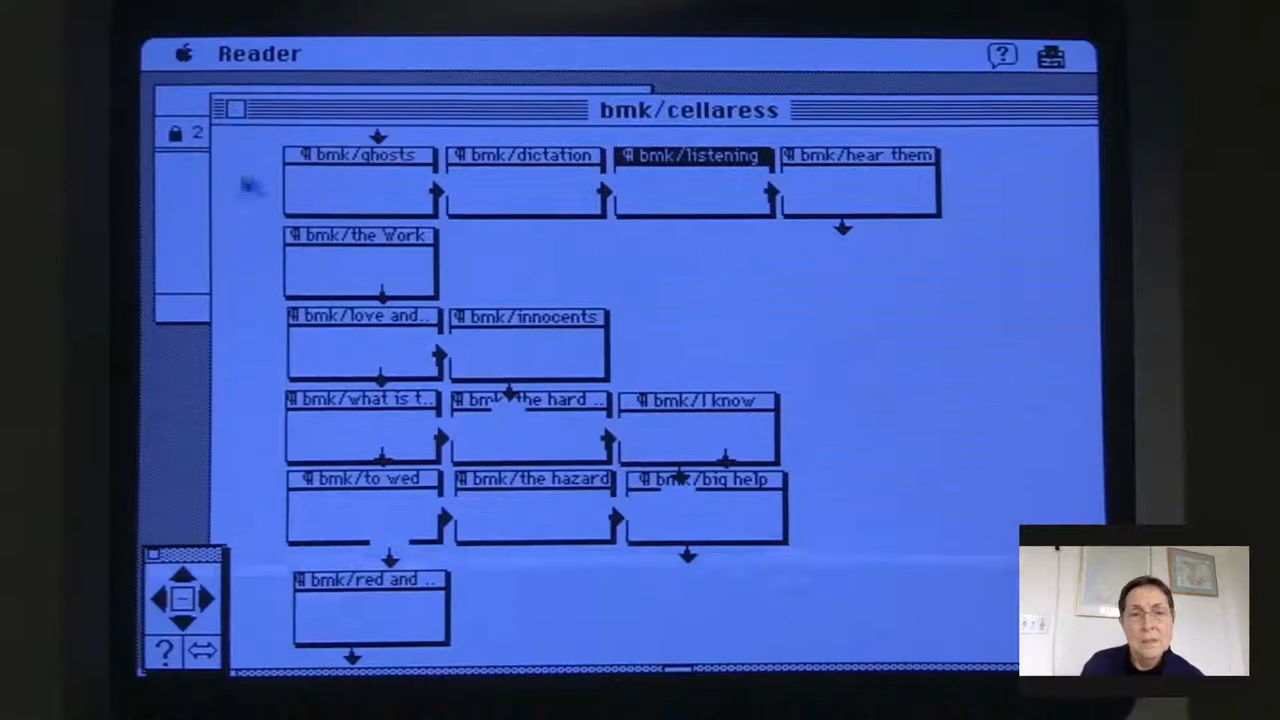 Reader
2
bmk/cellaress
¶ bmk/ghosts ¶ bmk/dictation ¶ bmk/listening ¶ bmk/hear them
¶ bmk/the Work
¶ bmk/love and.. ¶ bmk/innocents
¶ bmk/what is t.. ¶ bmk/the hard .. ¶ bmk/I know
¶ bmk/to wed ¶ bmk/the hazard ¶ bmk/big help
¶ bmk/red and ..
?